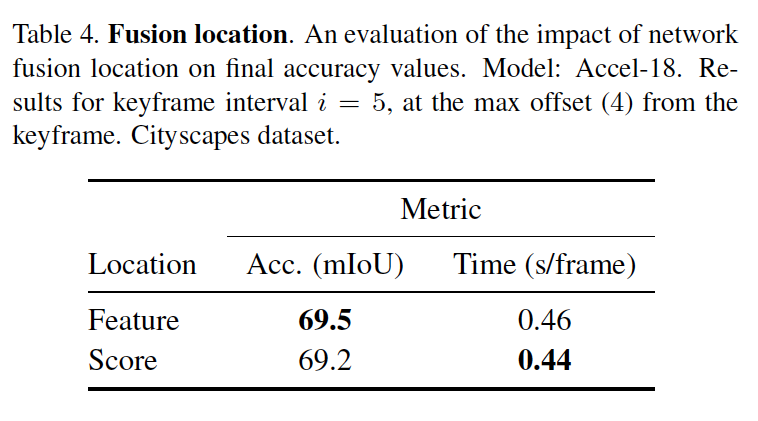 Table 4. Fusion location. An evaluation of the impact of network
fusion location on final accuracy values. Model: Accel-18. Re-
sults for keyframe interval i = 5, at the max offset (4) from the
keyframe. Cityscapes dataset.
Metric
Location Acc. (mIoU) Time (s/frame)
Feature 69.5 0.46
Score 69.2 0.44